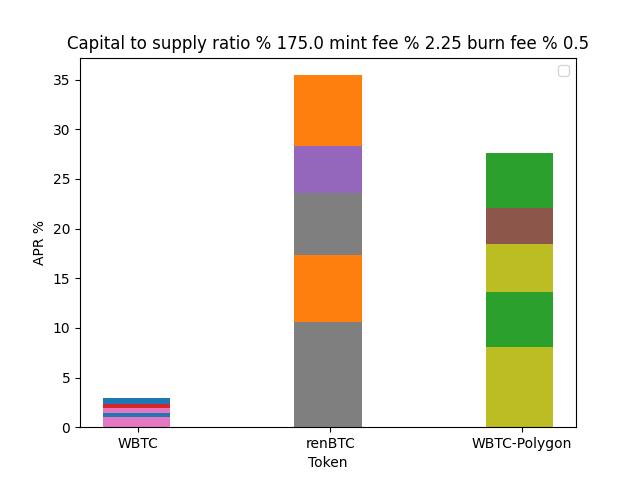 Capital to supply ratio % 175.0 mint fee % 2.25 burn fee % 0.5
APR %
35
30
25
20
15
10
5
0
WBTC renBTC WBTC-Polygon
Token